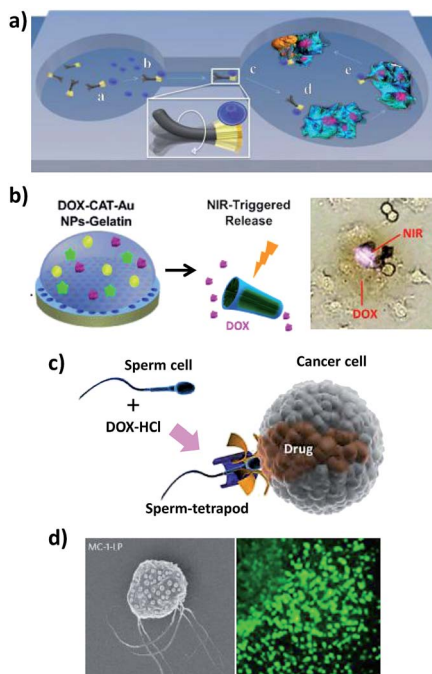 a)
b
c
a
d
e
b)
DOX-CAT-Au
NPs-Gelatin
NIR-Triggered
Release
NIR
DOX
DOX
c)
Sperm cell
Cancer cell
+
DOX-HCl
Drug
Sperm-tetrapod
d)
MC-1-LP